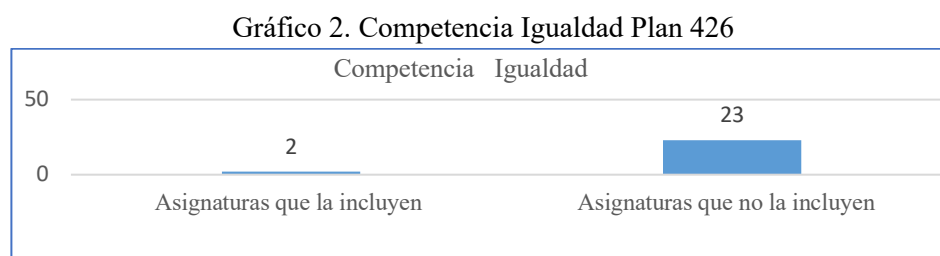 Gráfico 2. Competencia Igualdad Plan 426
Competencia Igualdad
50
23
2
0
Asignaturas que la incluyen Asignaturas que no la incluyen